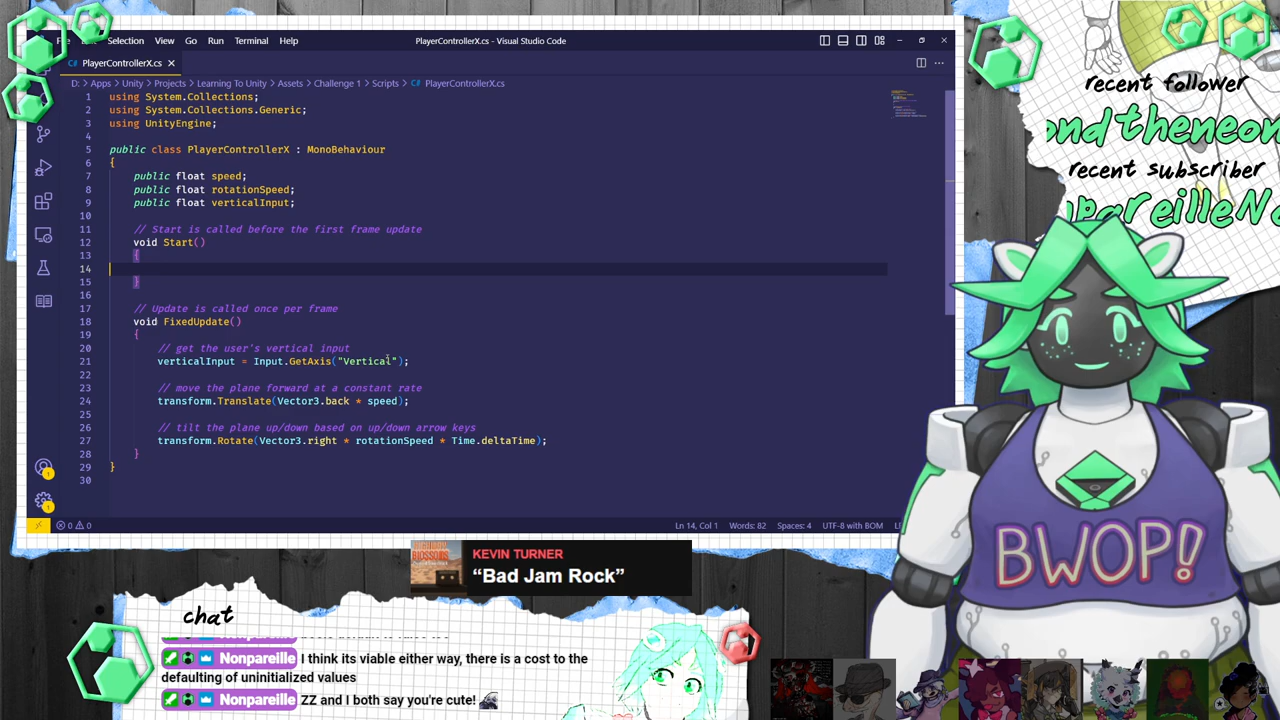 Selection View Go Run Terminal Help
PlayerControllerX.cs - Visual Studio Code
PlayerControllerX.cs
D: > Apps > Unity > Projects > Learning To Unity > Assets > Challenge 1 > Scripts > PlayerControllerX.cs
1 using System.Collections;
2 using System.Collections.Generic;
3 using UnityEngine;
4
5 public class PlayerControllerX : MonoBehaviour
6 {
7 public float speed;
8 public float rotationSpeed;
9 public float verticalInput;
10
11 // Start is called before the first frame update
12 void Start()
13 {
14
15 }
16
17 // Update is called once per frame
18 void FixedUpdate()
19 {
20 // get the user's vertical input
21 verticalInput = Input.GetAxis("Vertical");
22
23 // move the plane forward at a constant rate
24 transform.Translate(Vector3.back * speed);
25
26 // tilt the plane up/down based on up/down arrow keys
27 transform.Rotate(Vector3.right * rotationSpeed * Time.deltaTime);
28 }
29 }
30
0 0
Ln 14, Col 1 Words: 82 Spaces: 4 UTF-8 with BOM
KEVIN TURNER
“Bad Jam Rock”
chat
Nonpareille I think its viable either way, there is a cost to the
defaulting of uninitialized values
Nonpareille ZZ and I both say you're cute!
recent follower
ondtheneon
recent subscriber
pareilleN
BWOP!